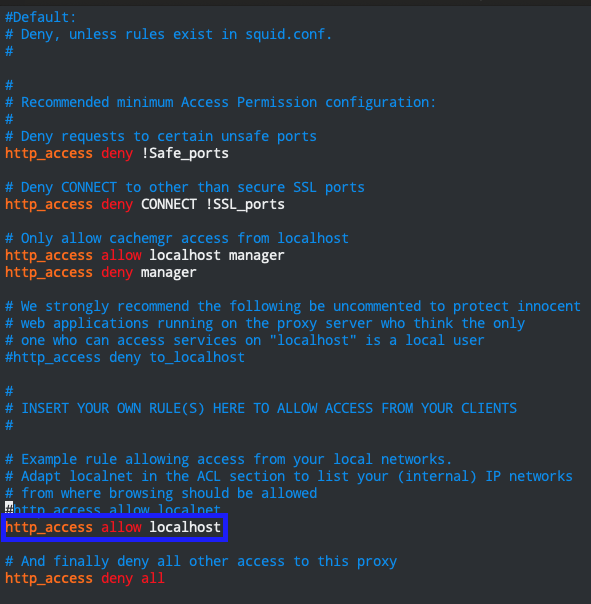 #Default:
# Deny, unless rules exist in squid.conf.
#
#
# Recommended minimum Access Permission configuration:
#
# Deny requests to certain unsafe ports
http_access deny !Safe_ports
# Deny CONNECT to other than secure SSL ports
http_access deny CONNECT !SSL_ports
# Only allow cachemgr access from localhost
http_access allow localhost manager
http_access deny manager
# We strongly recommend the following be uncommented to protect innocent
# web applications running on the proxy server who think the only
# one who can access services on "localhost" is a local user
#http_access deny to_localhost
#
# INSERT YOUR OWN RULE(S) HERE TO ALLOW ACCESS FROM YOUR CLIENTS
#
# Example rule allowing access from your local networks.
# Adapt localnet in the ACL section to list your (internal) IP networks
# from where browsing should be allowed
#http_access allow localnet
http_access allow localhost
# And finally deny all other access to this proxy
http_access deny all